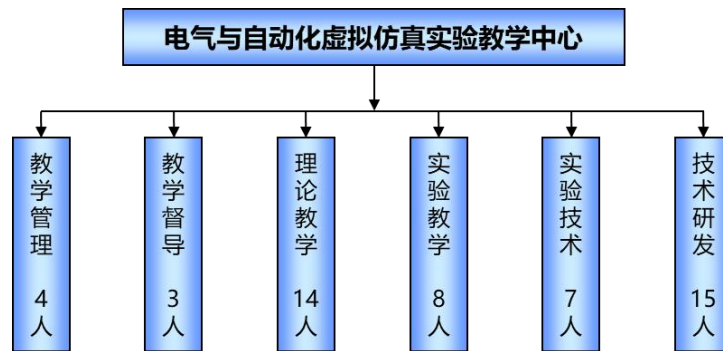 电气与自动化虚拟仿真实验教学中心
教学管理 4人
教学督导 3人
理论教学 14人
实验教学 8人
实验技术 7人
技术研发 15人